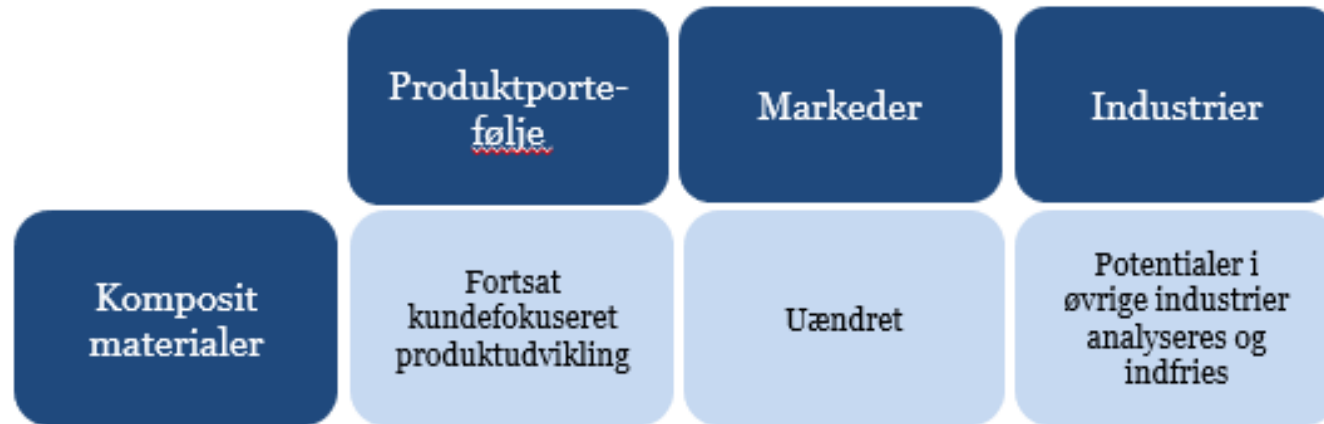 Produktporte-
følje
Markeder
Industrier
Komposit
materialer
Fortsat
kundefokuseret
produktudvikling
Uændret
Potentialer i
øvrige industrier
analyseres og
indfries